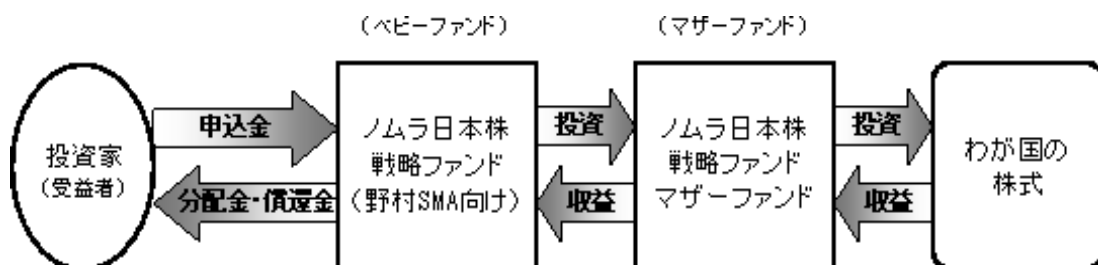 (ベビーファンド)
(マザーファンド)
投資家
(受益者)
申込金
分配金・償還金
ノムラ日本株
戦略ファンド
(野村SMA向け)
投資
収益
ノムラ日本株
戦略ファンド
マザーファンド
投資
収益
わが国の
株式